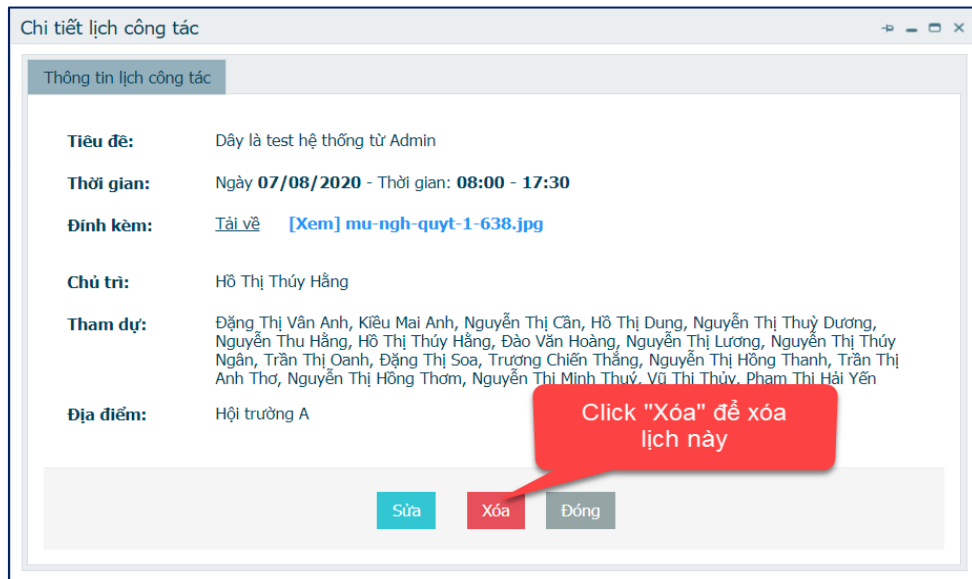 Chi tiết lịch công tác
Thông tin lịch công tác
Tiêu đề: Dây là test hệ thống từ Admin
Thời gian: Ngày 07/08/2020 - Thời gian: 08:00 - 17:30
Đính kèm: Tải về [Xem] mu-ngh-quyt-1-638.jpg
Chủ trì: Hồ Thị Thúy Hằng
Tham dự: Đặng Thị Vân Anh, Kiều Mai Anh, Nguyễn Thị Cần, Hồ Thị Dung, Nguyễn Thị Thuỳ Dương,
Nguyễn Thu Hằng, Hồ Thị Thúy Hằng, Đào Văn Hoàng, Nguyễn Thị Lương, Nguyễn Thị Thúy
Ngân, Trần Thị Oanh, Đặng Thị Soa, Trương Chiến Thắng, Nguyễn Thị Hồng Thanh, Trần Thị
Anh Thơ, Nguyễn Thị Hồng Thơm, Nguyễn Thị Minh Thuý, Vũ Thị Thủy, Phạm Thị Hải Yến
Địa điểm: Hội trường A
Click "Xóa" để xóa
lịch này
Sửa Xóa Đóng